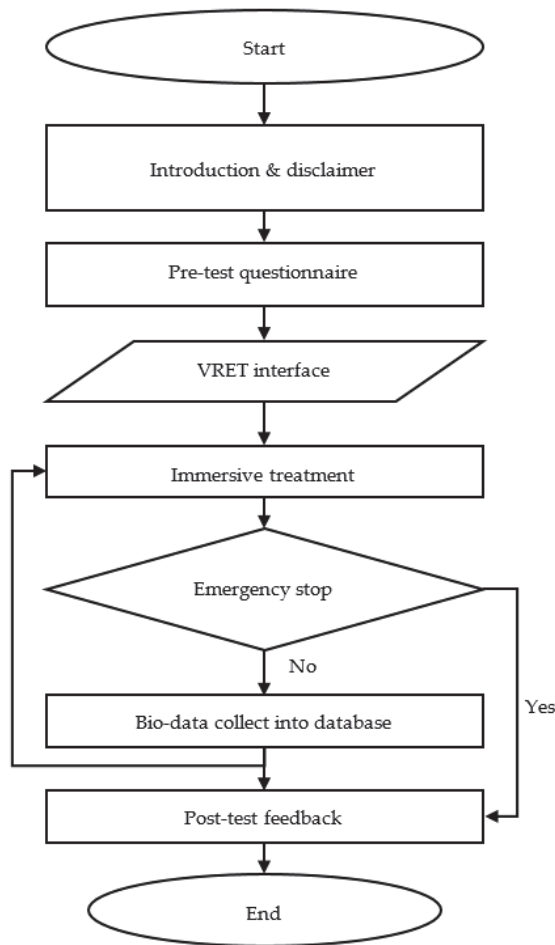 Start
Introduction & disclaimer
Pre-test questionnaire
VRET interface
Immersive treatment
Emergency stop
No
Bio-data collect into database
Yes
Post-test feedback
End